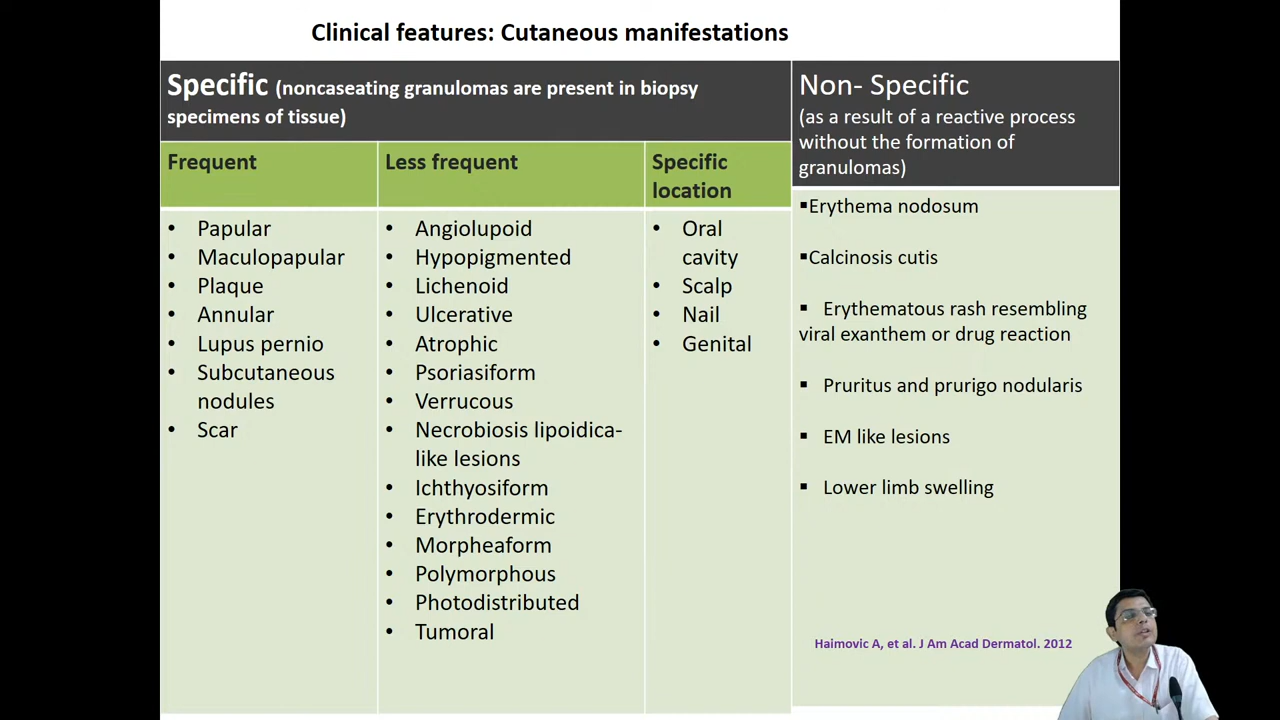 Clinical features: Cutaneous manifestations
Specific (noncaseating granulomas are present in biopsy
specimens of tissue)
Frequent
• Papular
• Maculopapular
• Plaque
• Annular
• Lupus pernio
• Subcutaneous
nodules
• Scar
Less frequent
• Angiolupoid
• Hypopigmented
• Lichenoid
• Ulcerative
• Atrophic
• Psoriasiform
• Verrucous
• Necrobiosis lipoidica-
like lesions
• Ichthyosiform
• Erythrodermic
• Morpheaform
• Polymorphous
• Photodistributed
• Tumoral
Specific
location
• Oral
cavity
• Scalp
• Nail
• Genital
Non- Specific
(as a result of a reactive process
without the formation of
granulomas)
▪Erythema nodosum
▪Calcinosis cutis
▪ Erythematous rash resembling
viral exanthem or drug reaction
▪ Pruritus and prurigo nodularis
▪ EM like lesions
▪ Lower limb swelling
Haimovic A, et al. J Am Acad Dermatol. 2012